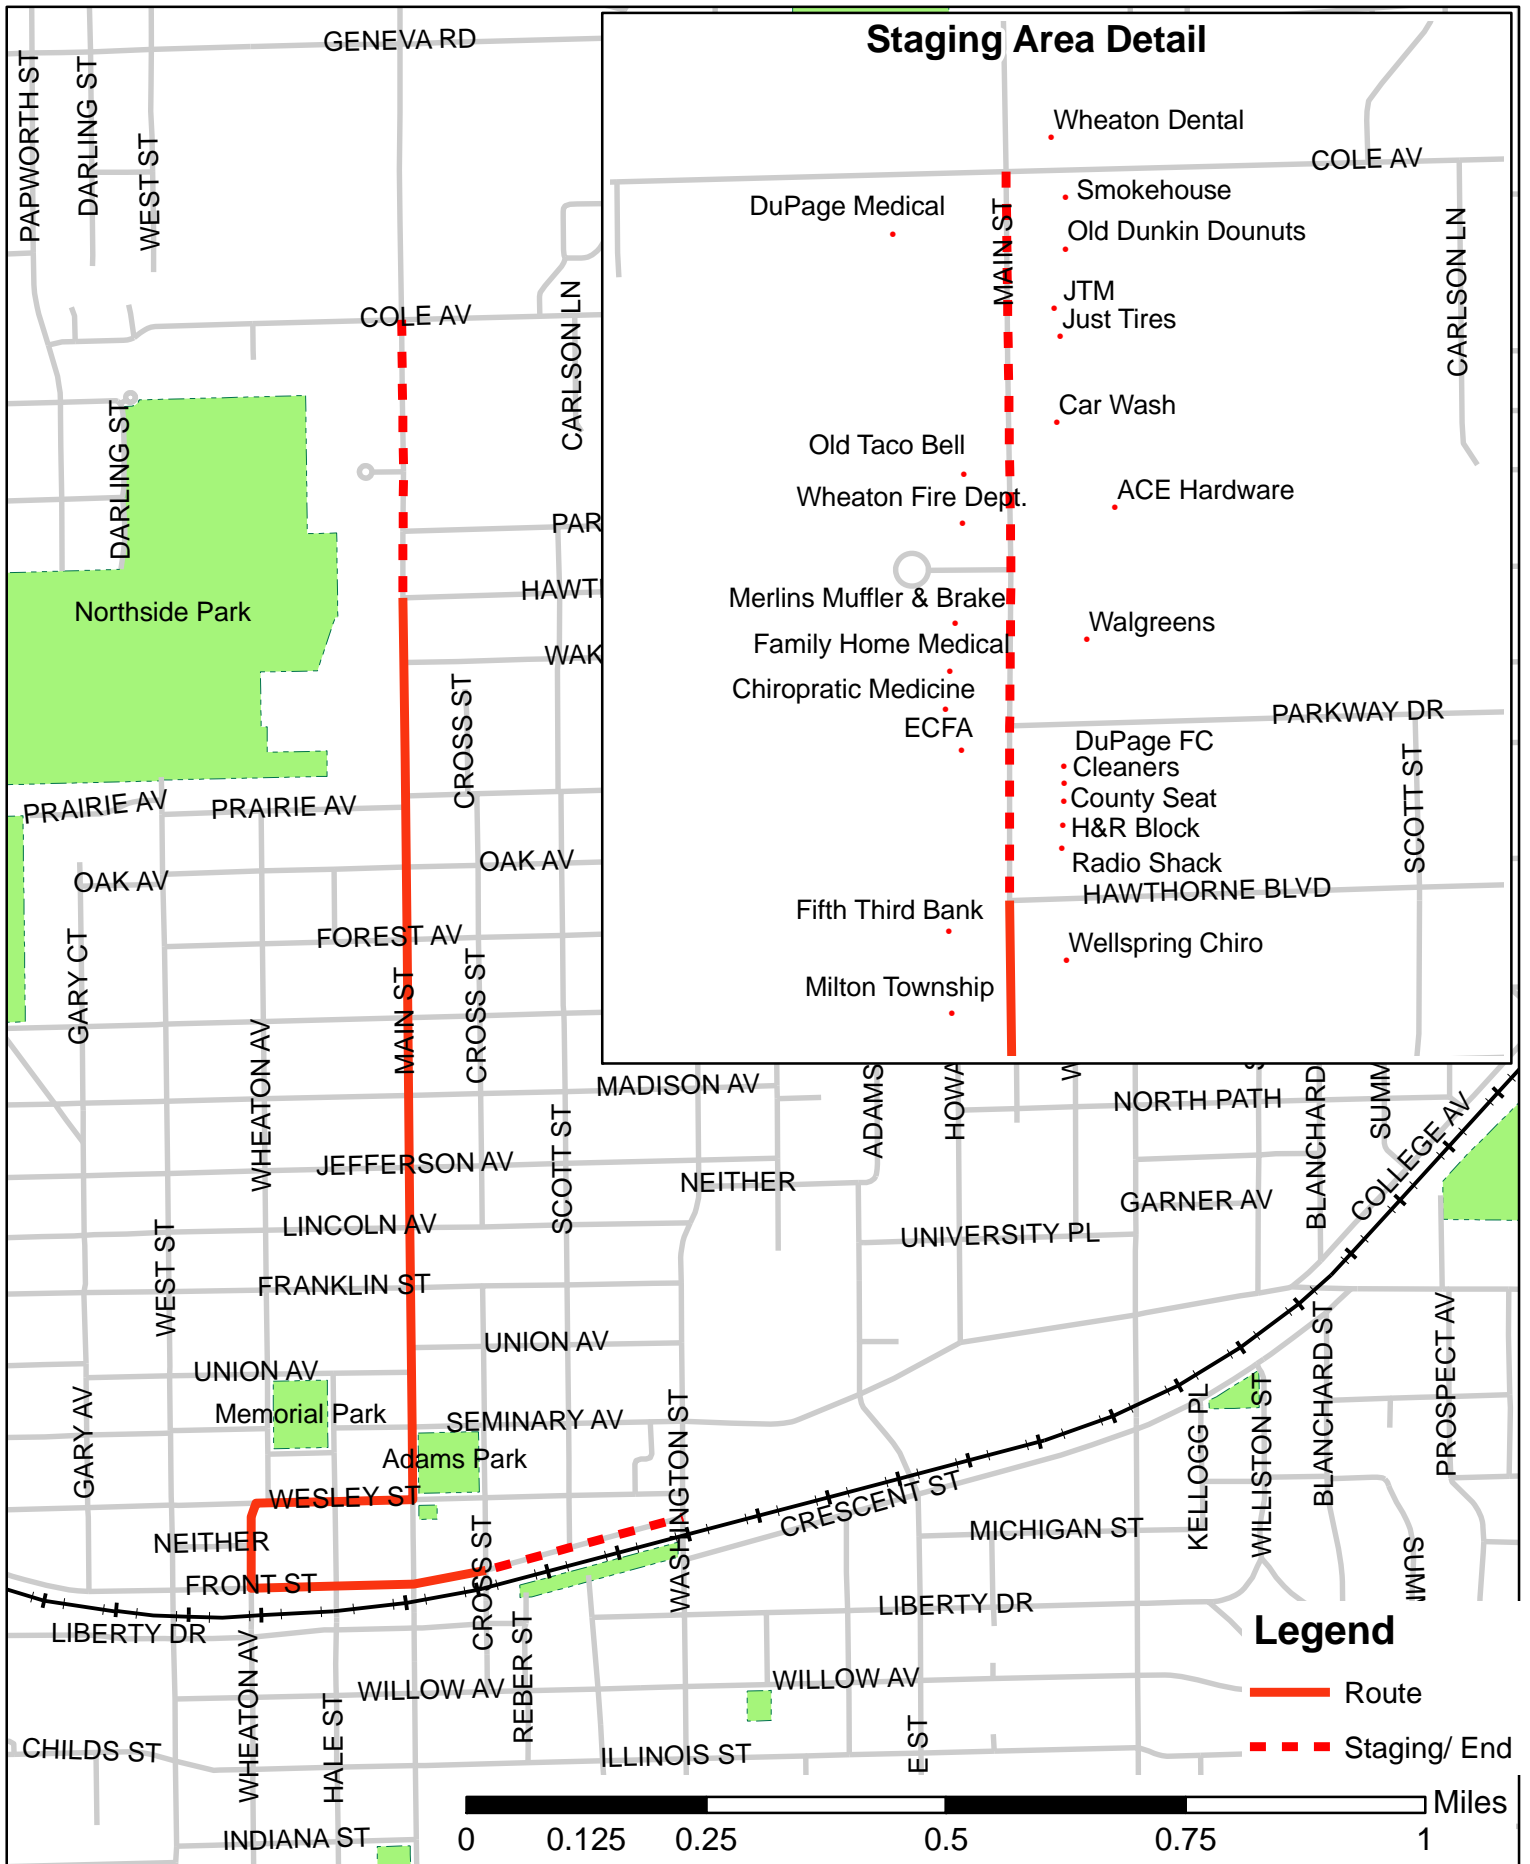 GENEVA RD
PAPWORTH ST
DARLING ST
WEST ST
COLE AV
CARLSON LN
DARLING ST
Northside Park
CROSS ST
PRAIRIE AV
PRAIRIE AV
OAK AV
OAK AV
FOREST AV
GARY CT
MAIN ST
CROSS ST
WHEATON AV
Staging Area Detail
Wheaton Dental
COLE AV
Smokehouse
DuPage Medical
MAIN ST
Old Dunkin Dounuts
CARLSON LN
JTM
Just Tires
Car Wash
Old Taco Bell
Wheaton Fire Dept.
ACE Hardware
Merlins Muffler & Brake
Walgreens
Family Home Medical
Chiropratic Medicine
ECFA
PARKWAY DR
DuPage FC
Cleaners
County Seat
H&R Block
Radio Shack
SCOTT ST
HAWTHORNE BLVD
Fifth Third Bank
Wellspring Chiro
Milton Township
PAR
HAWT
WAK
MADISON AV
ADAMS
HOWA
NORTH PATH
BLANCHARD
SUMM
COLLEGE AV
JEFFERSON AV
SCOTT ST
NEITHER
GARNER AV
LINCOLN AV
UNIVERSITY PL
WEST ST
FRANKLIN ST
UNION AV
UNION AV
GARY AV
Memorial Park
SEMINARY AV
Adams Park
WASHINGTON ST
KELLOGG PL
WILLISTON ST
BLANCHARD ST
PROSPECT AV
WESLEY ST
CRESCENT ST
NEITHER
MICHIGAN ST
FRONT ST
CROSS ST
SUMI
LIBERTY DR
LIBERTY DR
REBER ST
WHEATON AV
HALE ST
WILLOW AV
WILLOW AV
E ST
CHILDS ST
ILLINOIS ST
INDIANA ST
Legend
Route
Staging/ End
Miles
0 0.125 0.25 0.5 0.75 1